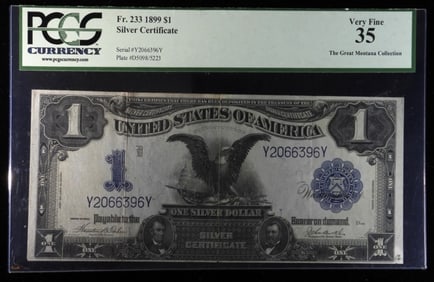 PCGS
CURRENCY
www.pcgscurrency.com
Fr. 233 1899 $1
Silver Certificate
Serial#Y2066396Y
Plate #D5098/5223
Very Fine
35
The Great Montana Collection
1
1
UNITED STATES OF AMERICA
1
Y2066396Y
Y2066396Y
Payable to the
ONE SILVER DOLLAR
Bearer on demand
SILVER
CERTIFICATE
1
1